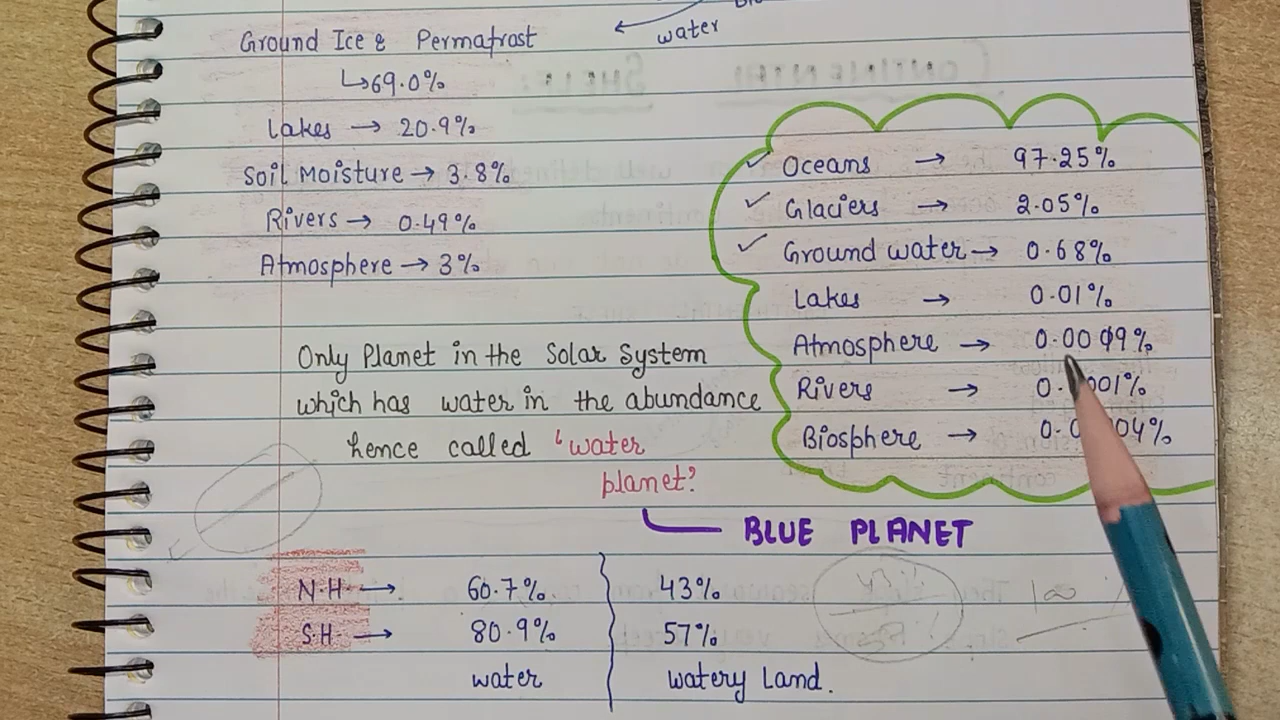 water
Ground Ice & Permafrost
↳ 69.0%
Lakes → 20.9%
Soil Moisture → 3.8%
Rivers → 0.49%
Atmosphere → 3%
✓ Oceans → 97.25%
✓ Glaciers → 2.05%
✓ Ground water → 0.68%
Lakes → 0.01%
Atmosphere → 0.0019%
Rivers →
Biosphere →
Only Planet in the Solar System
which has water in the abundance
hence called 'water
planet'
BLUE PLANET
N.H. → 60.7% 43%
S.H. → 80.9% 57%
water watery Land.
100